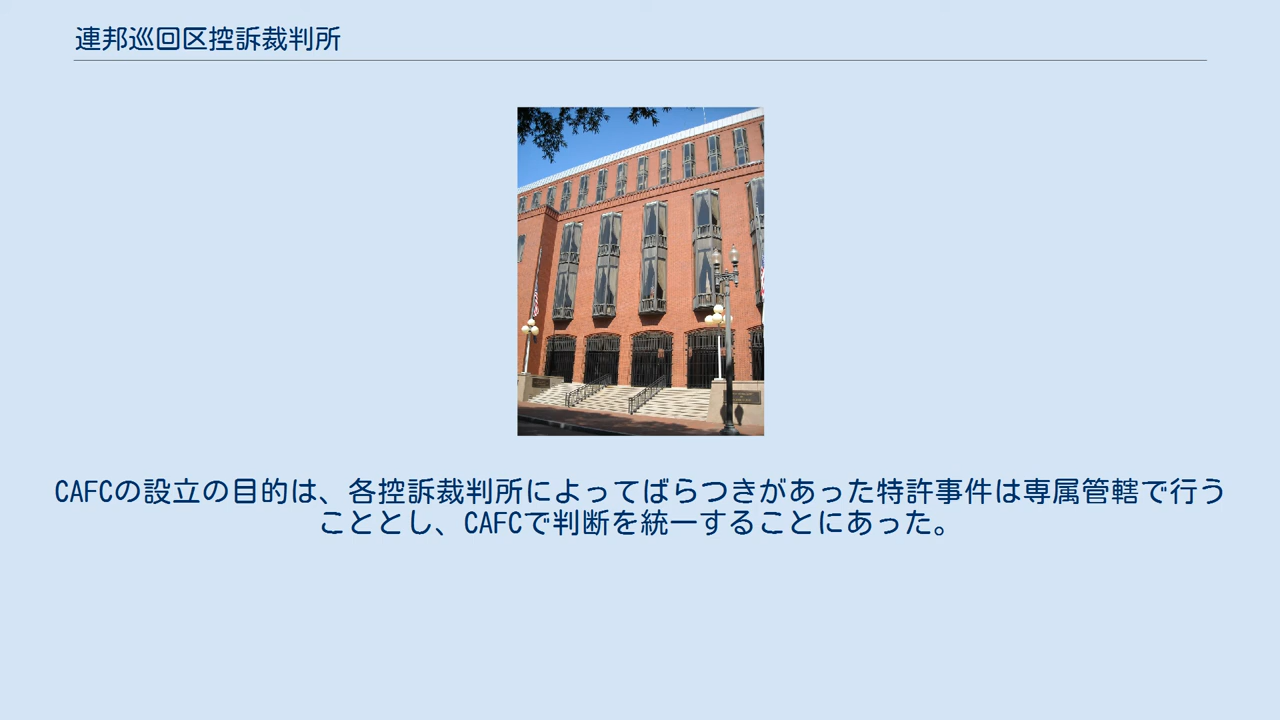 連邦巡回区控訴裁判所
CAFCの設立の目的は、各控訴裁判所によってばらつきがあった特許事件は専属管轄で行う
こととし、CAFCで判断を統一することにあった。